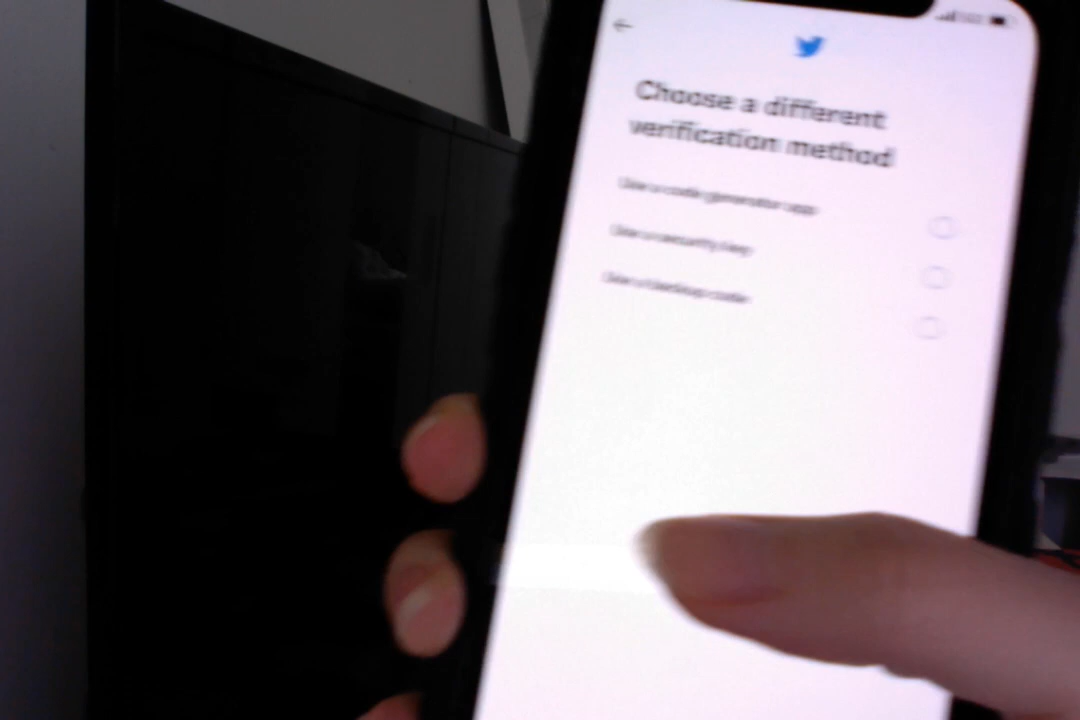 Choose a different
verification method
Use a code generator app
Use a security key
Use a backup code